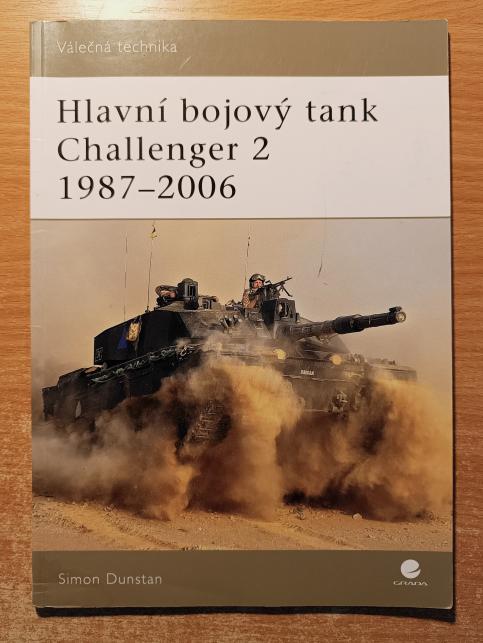 Válečná technika
Hlavní bojový tank
Challenger 2
1987–2006
Simon Dunstan
GRADA